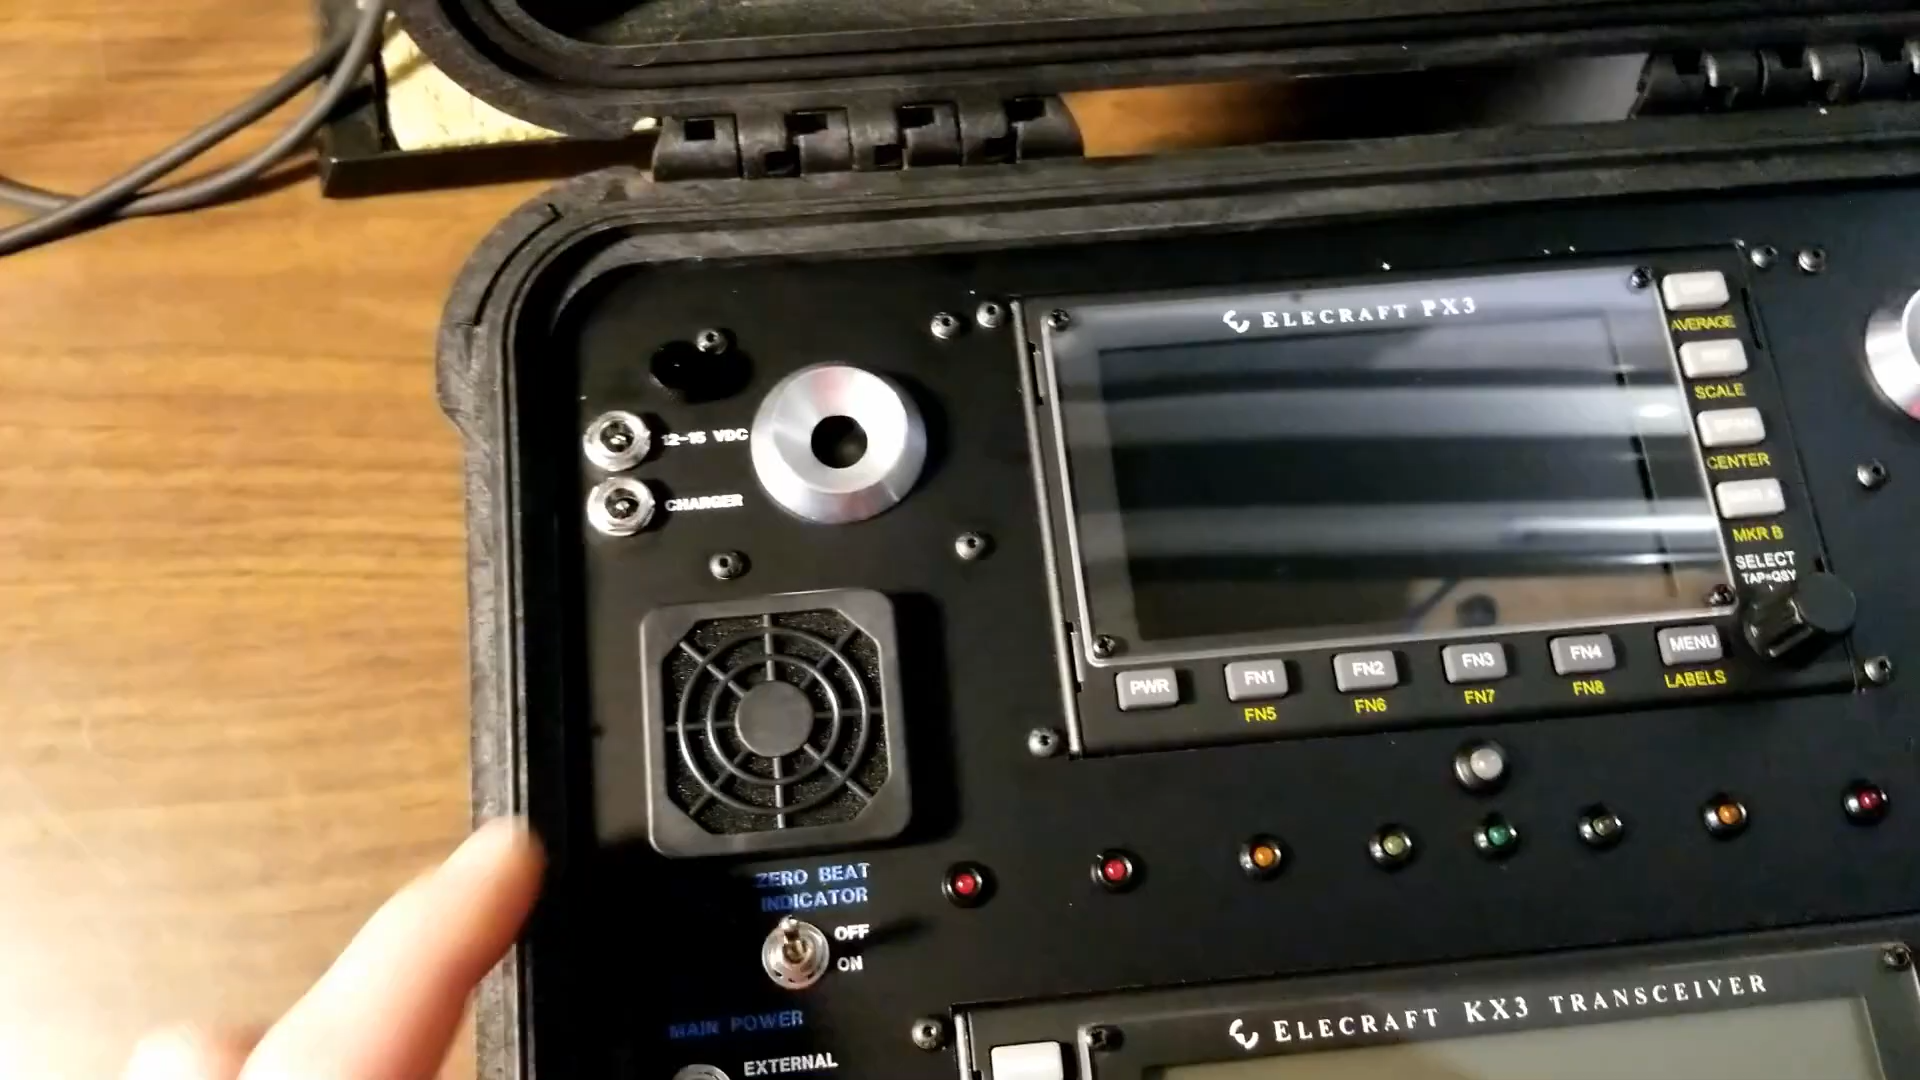 ELECRAFT PX3
AVERAGE
SCALE
CENTER
MKR B
SELECT
TAP=QSY
12-15 VDC
CHARGER
PWR
FN1
FN2
FN3
FN4
MENU
FN5
FN6
FN7
FN8
LABELS
ZERO BEAT
INDICATOR
OFF
ON
MAIN POWER
EXTERNAL
ELECRAFT KX3 TRANSCEIVER